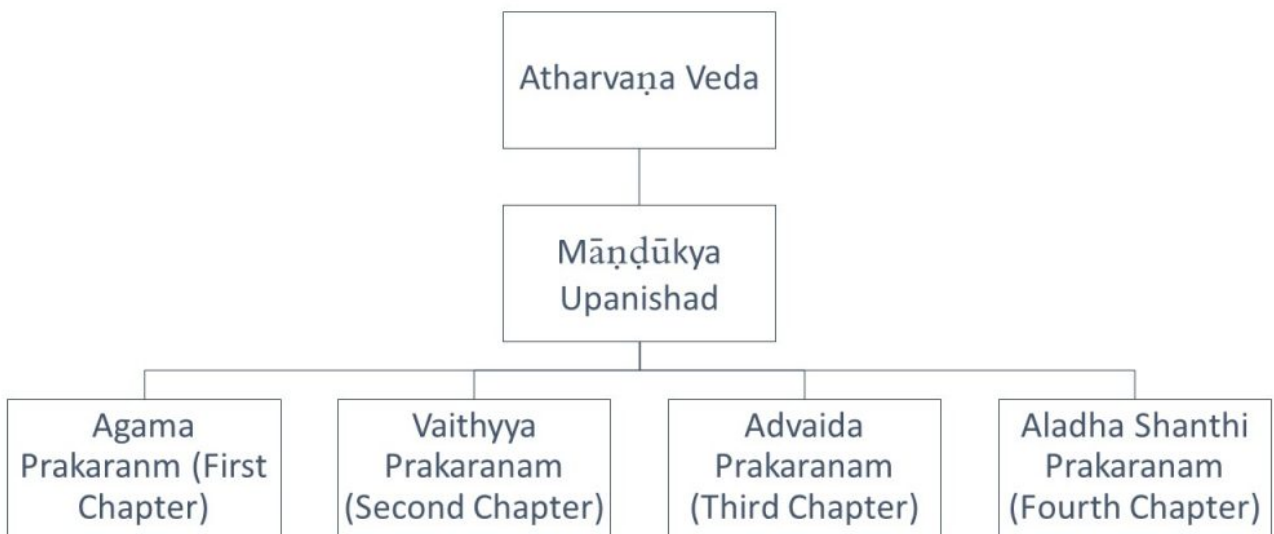 Atharvaṇa Veda
Māṇḍūkya
Upanishad
Agama
Prakaranm (First
Chapter)
Vaithyya
Prakaranam
(Second Chapter)
Advaida
Prakaranam
(Third Chapter)
Aladha Shanthi
Prakaranam
(Fourth Chapter)